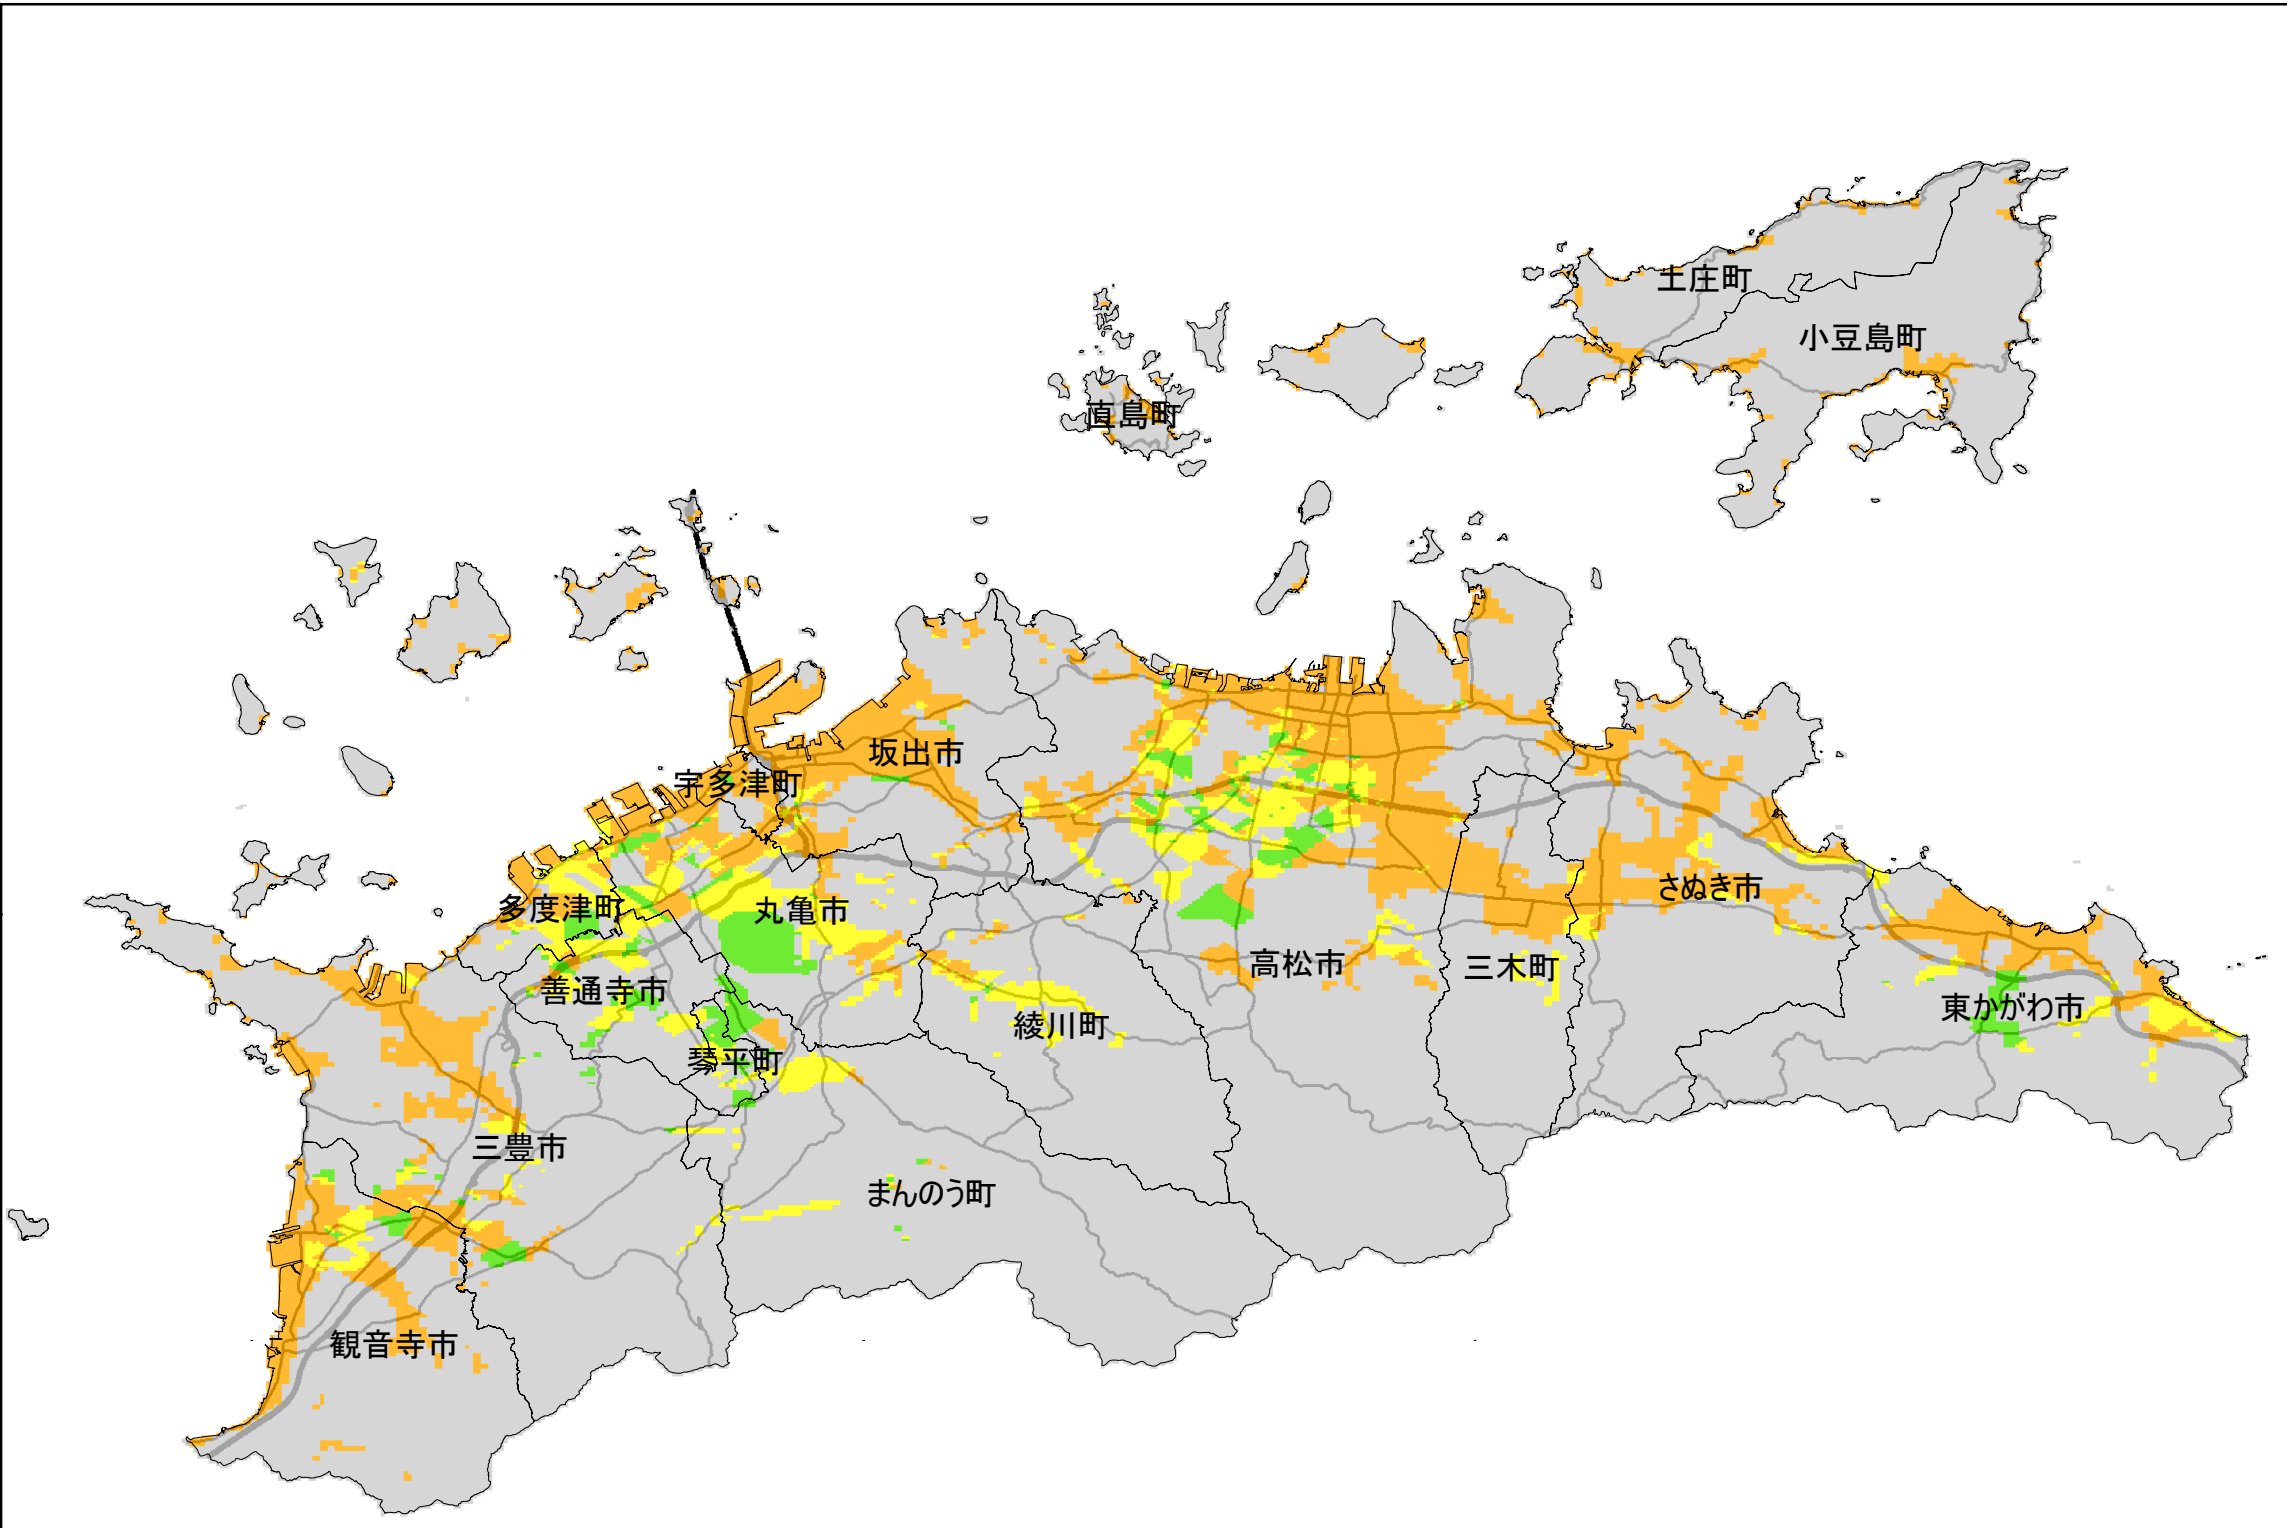 土庄町
小豆島町
直島町
坂出市
宇多津町
多度津町
丸亀市
さぬき市
高松市
三木町
善通寺市
東かがわ市
綾川町
琴平町
三豊市
まんのう町
観音寺市